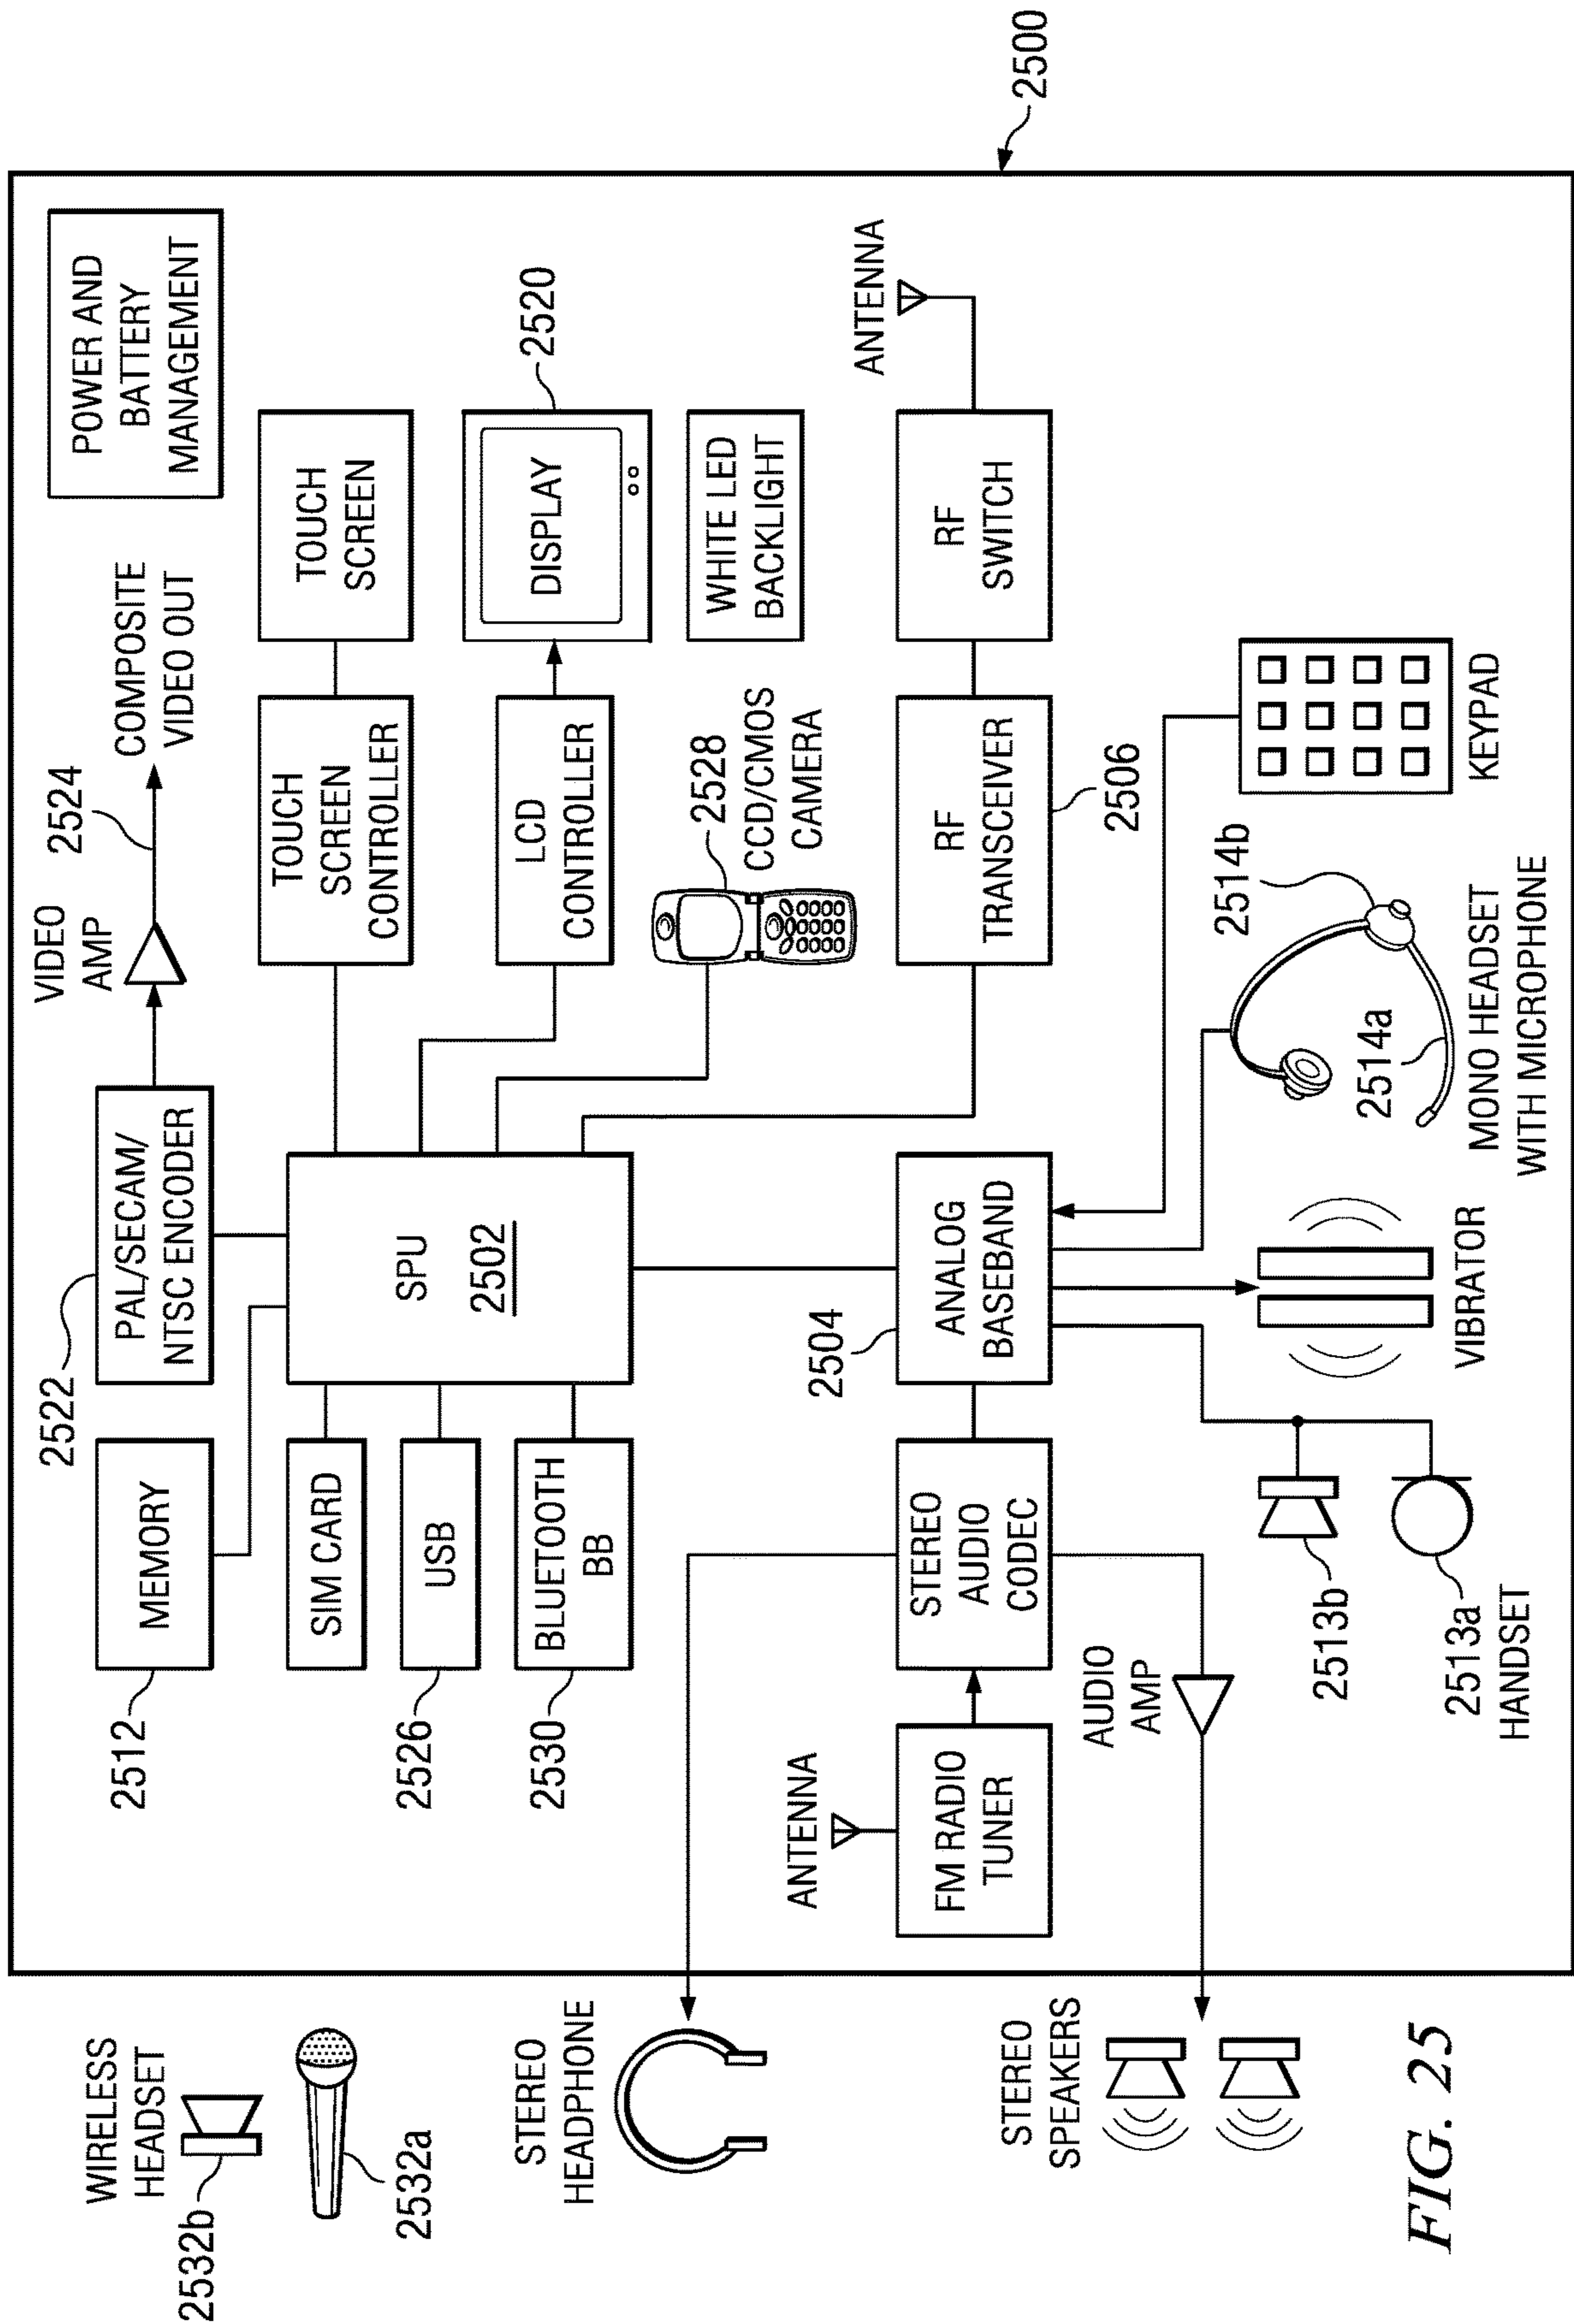 WIRELESS
HEADSET
2532b
2532a
STEREO
HEADPHONE
STEREO
SPEAKERS
FIG. 25
2500
2512
MEMORY
2522
PAL/SECAM/
NTSC ENCODER
VIDEO
AMP
2524
COMPOSITE
VIDEO OUT
POWER AND
BATTERY
MANAGEMENT
SIM CARD
2526
USB
2530
BLUETOOTH
BB
SPU
2502
TOUCH
SCREEN
CONTROLLER
TOUCH
SCREEN
LCD
CONTROLLER
DISPLAY
2520
2528
CCD/CMOS
CAMERA
WHITE LED
BACKLIGHT
ANTENNA
FM RADIO
TUNER
STEREO
AUDIO
CODEC
2504
ANALOG
BASEBAND
RF
TRANSCEIVER
2506
RF
SWITCH
ANTENNA
AUDIO
AMP
2513b
2513a
HANDSET
VIBRATOR
2514b
2514a
MONO HEADSET
WITH MICROPHONE
KEYPAD